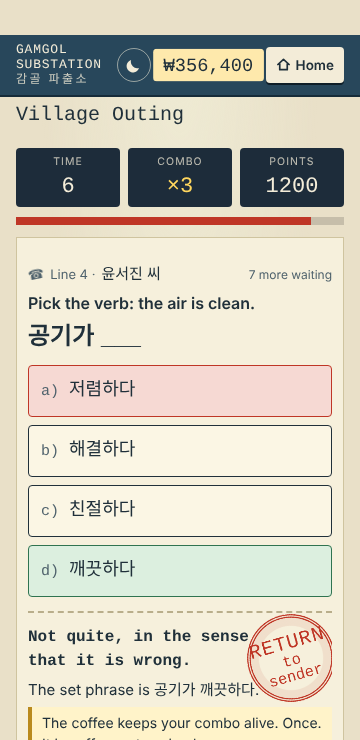 GAMGOL
SUBSTATION
감골 파출소
₩356,400
Home
Village Outing
TIME
6
COMBO
×3
POINTS
1200
☎ Line 4 · 윤서진 씨
7 more waiting
Pick the verb: the air is clean.
공기가 ___
a) 저렴하다
b) 해결하다
c) 친절하다
d) 깨끗하다
Not quite, in the sense
that it is wrong.
RETURN
to
sender
The set phrase is 공기가 깨끗하다.
The coffee keeps your combo alive. Once.